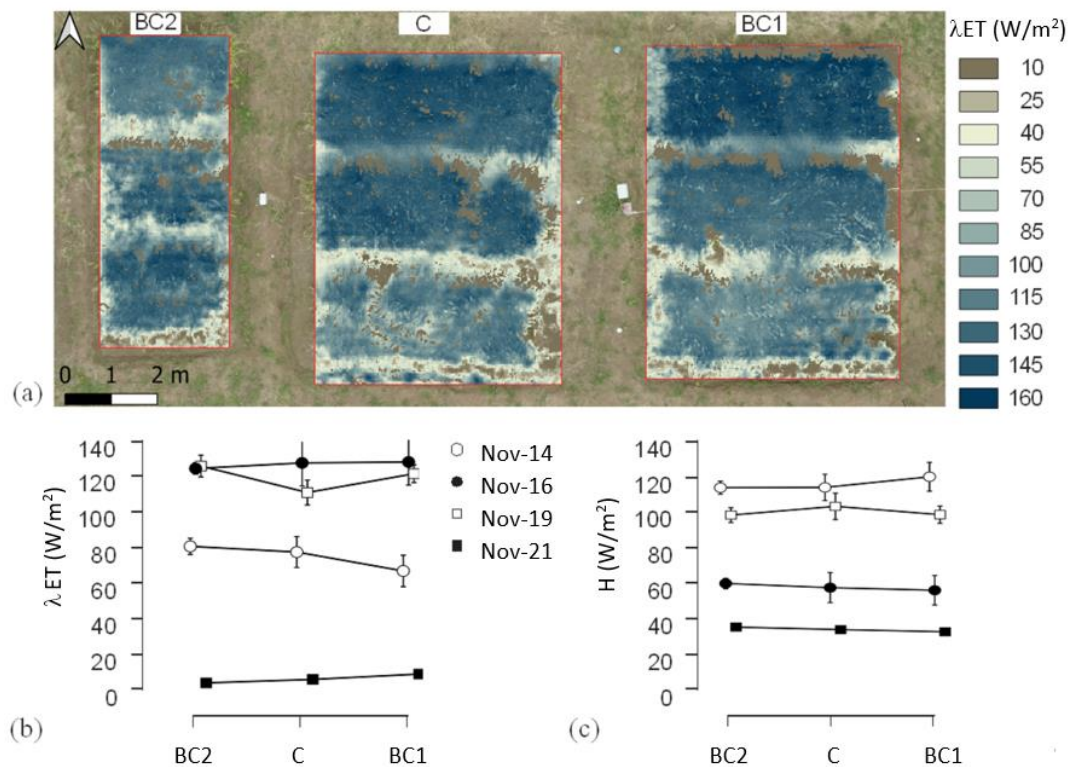 BC2 C BC1
λET (W/m²)
10
25
40
55
70
85
100
115
130
145
160
0 1 2 m
(a)
140
120
100
80
60
40
20
0
λ ET (W/m²)
Nov-14
Nov-16
Nov-19
Nov-21
(b)
BC2 C BC1
140
120
100
80
60
40
20
0
H (W/m²)
(c)
BC2 C BC1